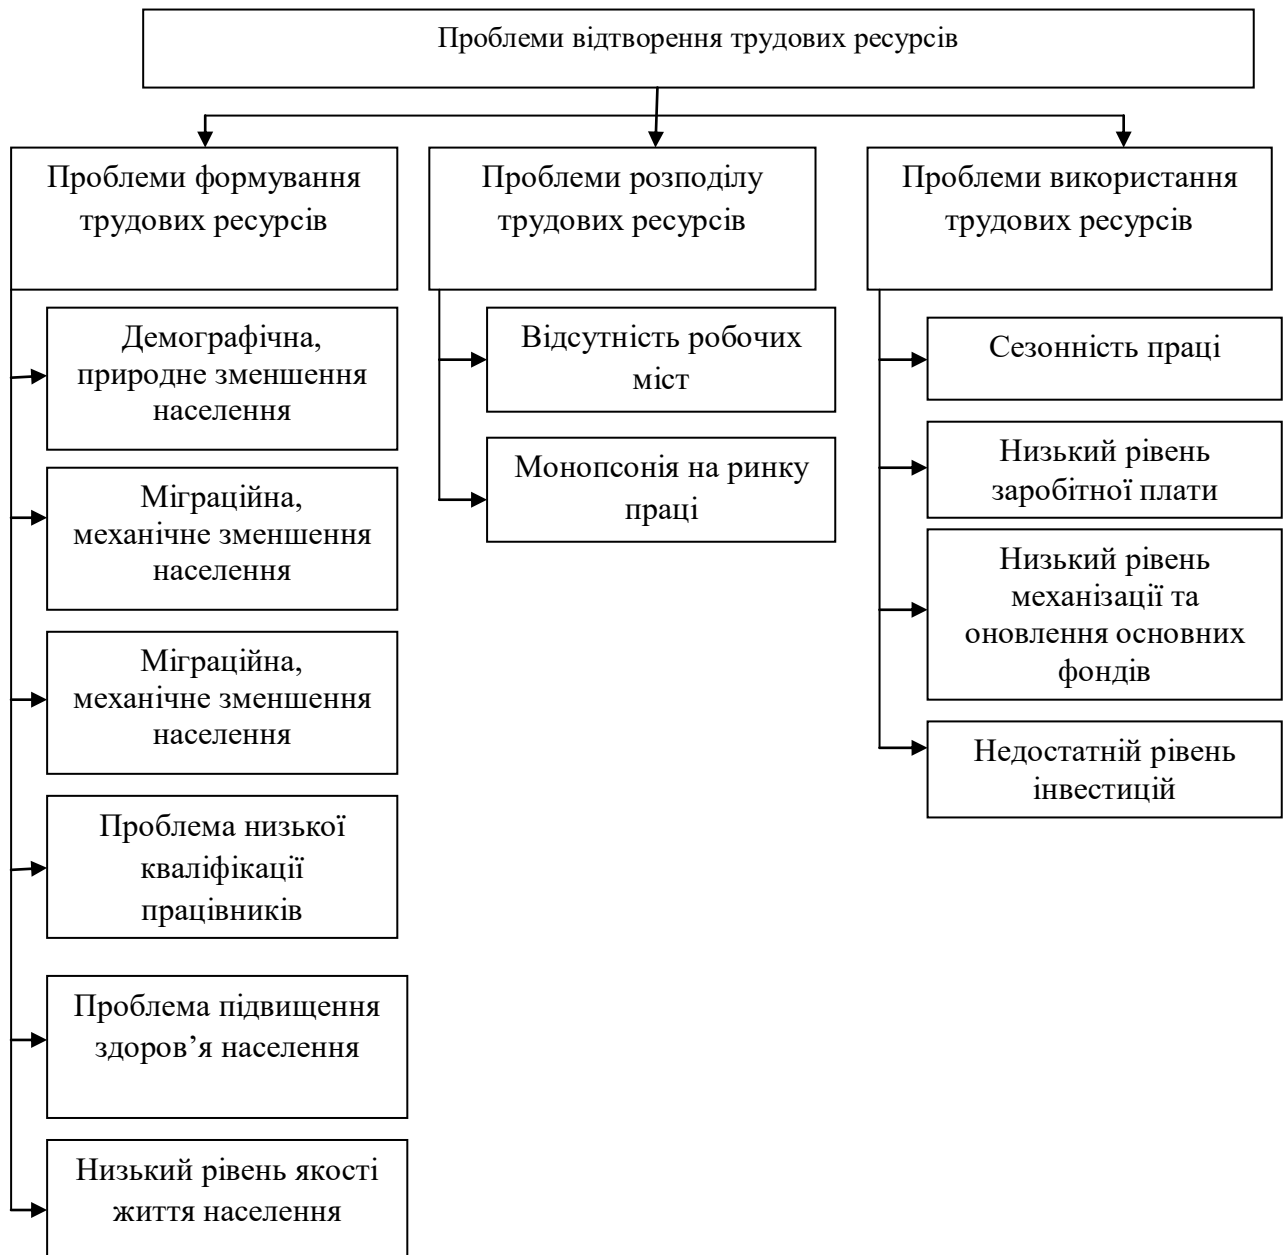 Проблеми відтворення трудових ресурсів
Проблеми формування
трудових ресурсів
Демографічна,
природне зменшення
населення
Міграційна,
механічне зменшення
населення
Міграційна,
механічне зменшення
населення
Проблема низької
кваліфікації
працівників
Проблема підвищення
здоров’я населення
Низький рівень якості
життя населення
Проблеми розподілу
трудових ресурсів
Відсутність робочих
міст
Монопсонія на ринку
праці
Проблеми використання
трудових ресурсів
Сезонність праці
Низький рівень
заробітної плати
Низький рівень
механізації та
оновлення основних
фондів
Недостатній рівень
інвестицій